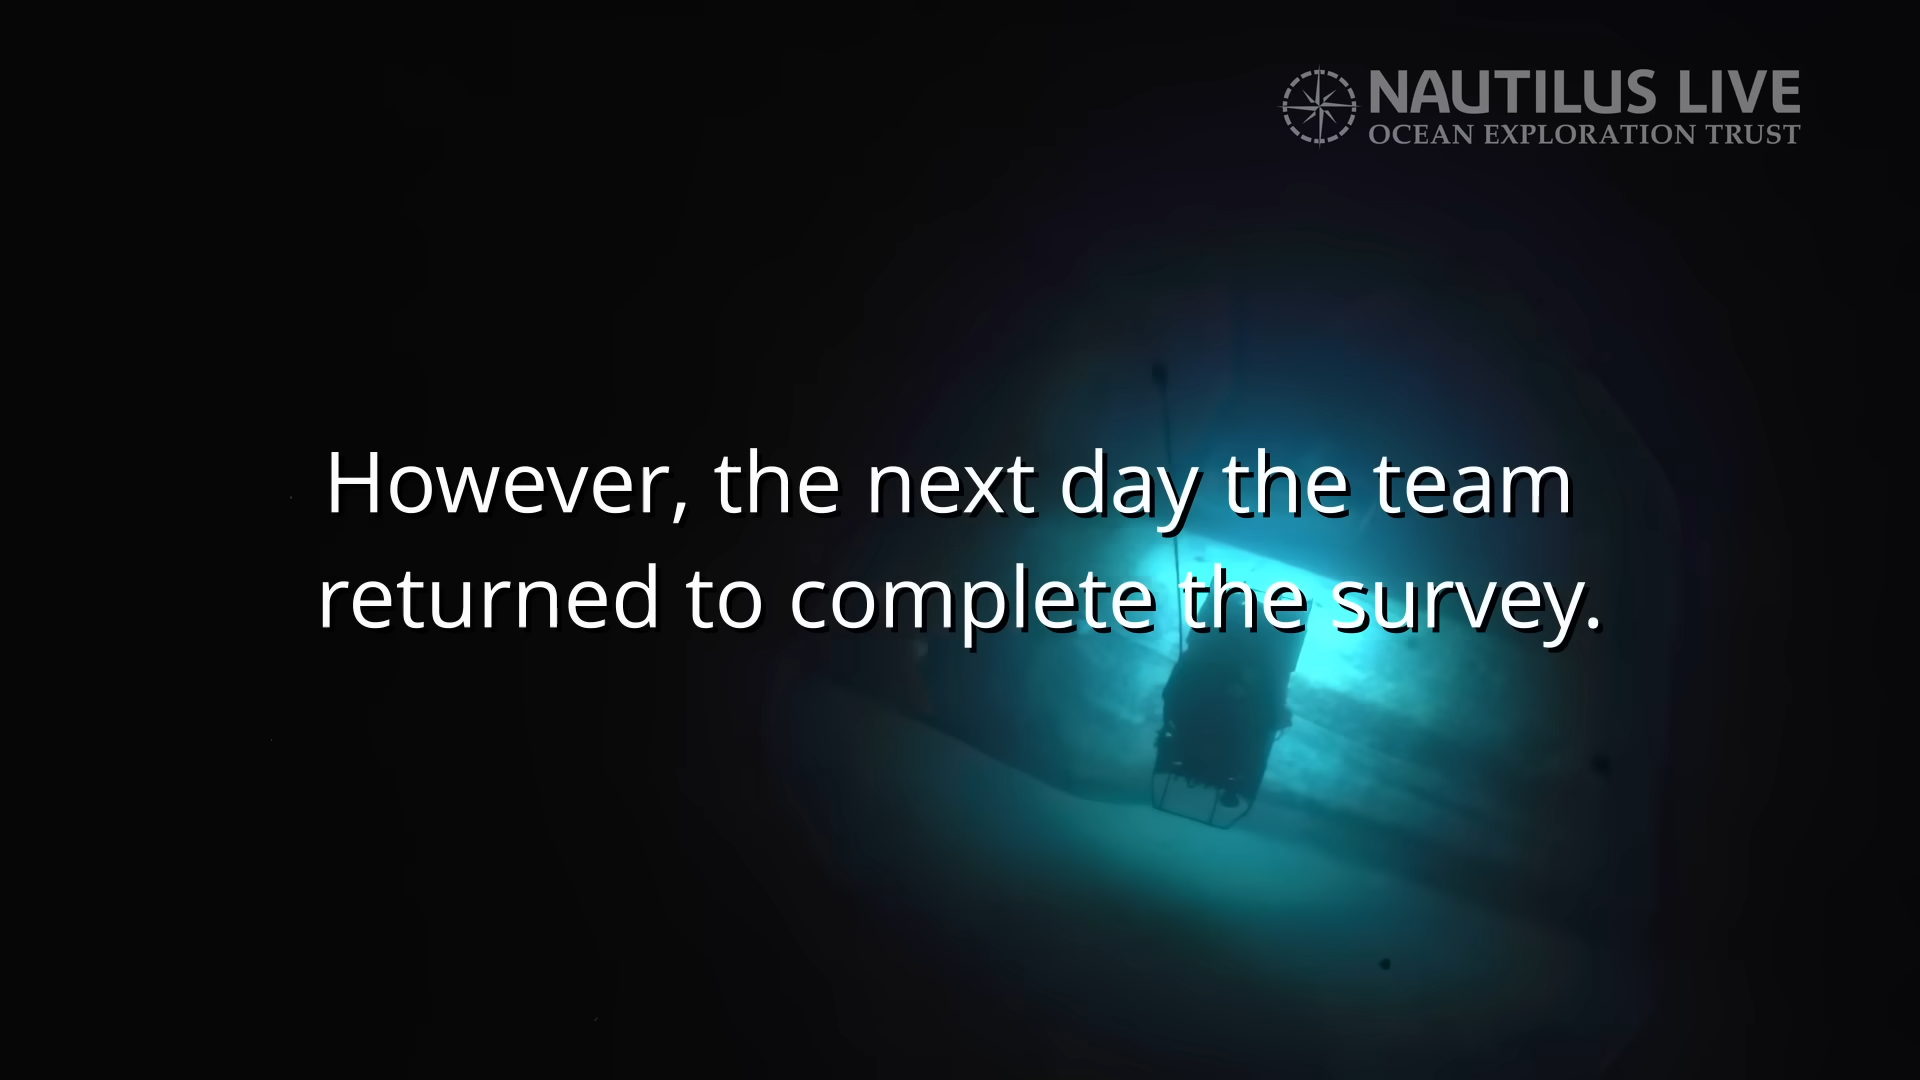 NAUTILUS LIVE
OCEAN EXPLORATION TRUST
However, the next day the team
returned to complete the survey.